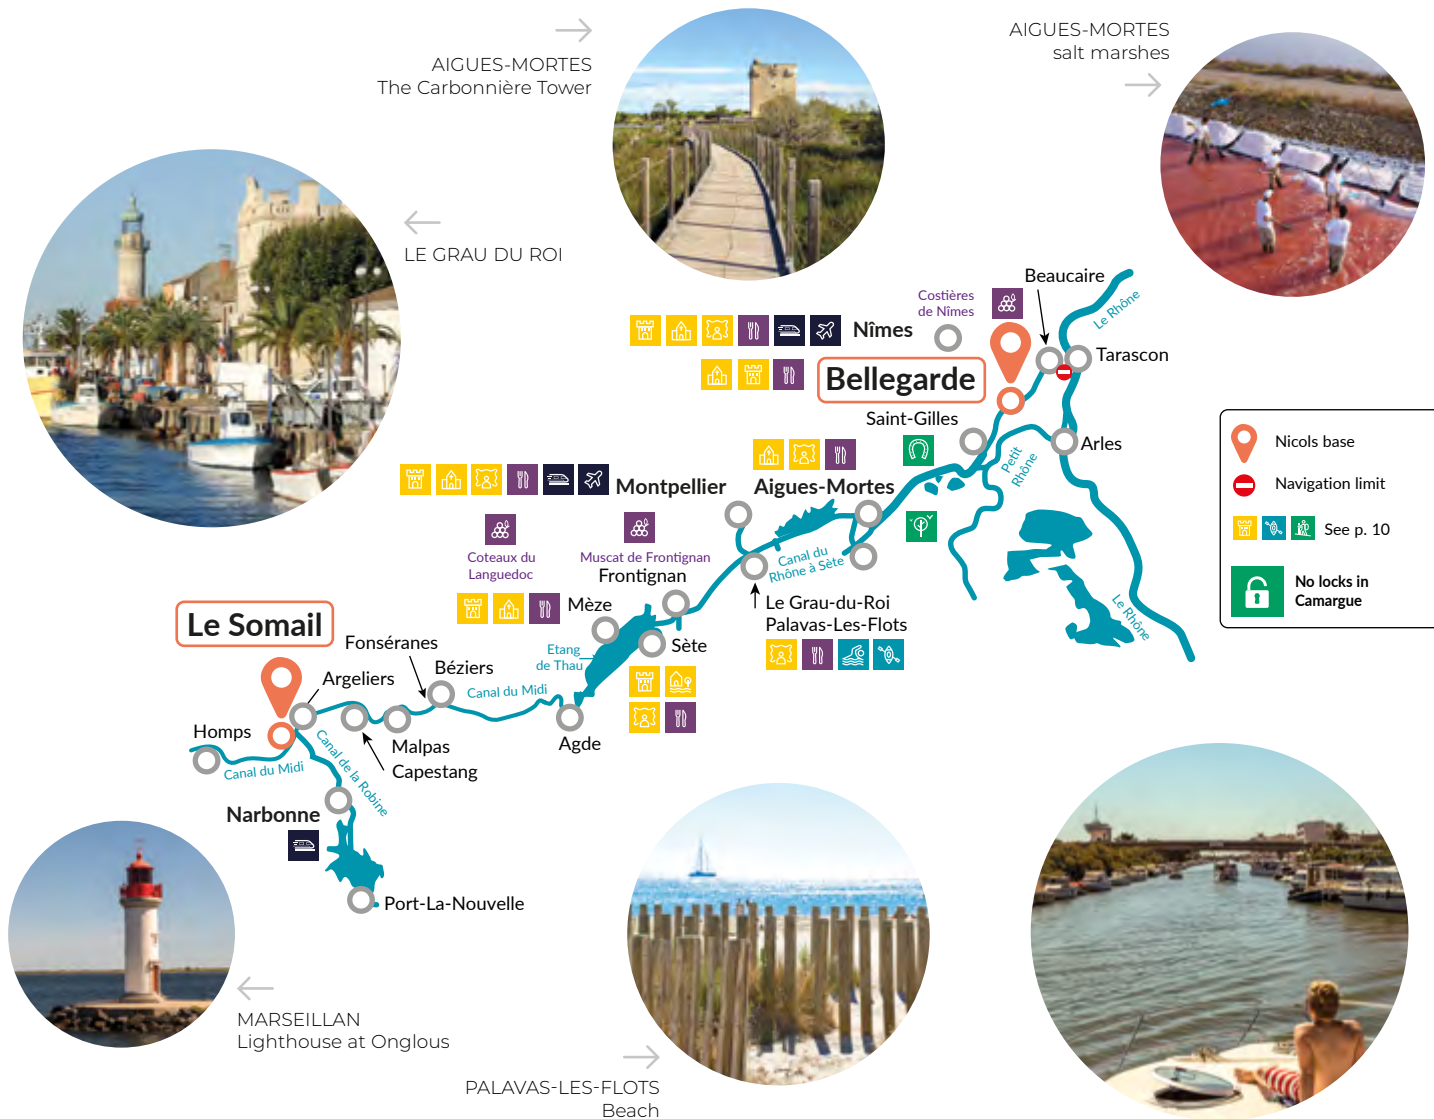 AIGUES-MORTES
The Carbonnière Tower
AIGUES-MORTES
salt marshes
LE GRAU DU ROI
Beaucaire
Le Rhône
Costières
de Nîmes
Nîmes
Tarascon
Bellegarde
Saint-Gilles
Arles
Petit
Rhône
Nicols base
Navigation limit
See p. 10
No locks in
Camargue
Montpellier
Aigues-Mortes
Coteaux du
Languedoc
Muscat de Frontignan
Frontignan
Canal du
Rhône à Sète
Le Grau-du-Roi
Palavas-Les-Flots
Le Rhône
Mèze
Le Somail
Fonséranes
Béziers
Etang
de Thau
Sète
Argeliers
Canal du Midi
Homps
Malpas
Capestang
Agde
Canal du Midi
Canal de la Robine
Narbonne
Port-La-Nouvelle
MARSEILLAN
Lighthouse at Onglous
PALAVAS-LES-FLOTS
Beach